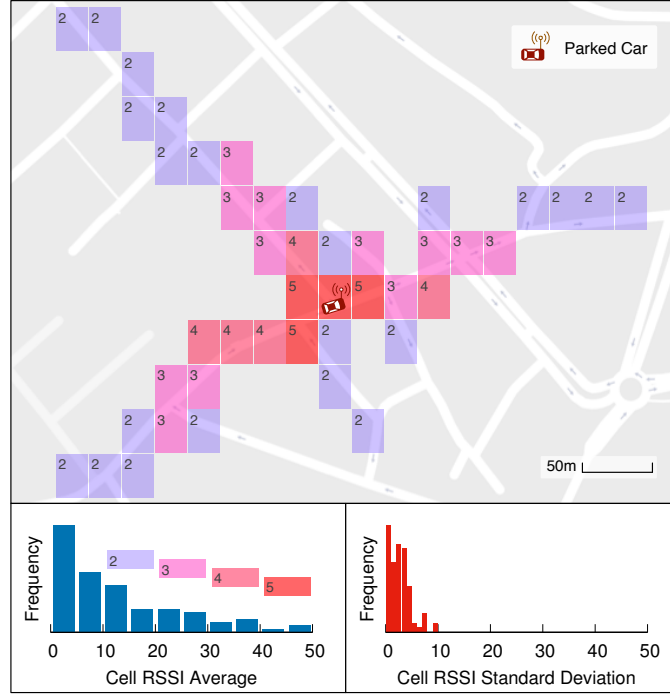 2 2
Parked Car
2
2 2
2 2 3
3 3 2 2 2 2 2 2
3 4 2 3 3 3 3
5 5 3 4
4 4 4 5 2 2
3 3 2
2 3 2 2
2 2 2
50m
Frequency
2
3
4
5
0 10 20 30 40 50
Cell RSSI Average
Frequency
0 10 20 30 40 50
Cell RSSI Standard Deviation